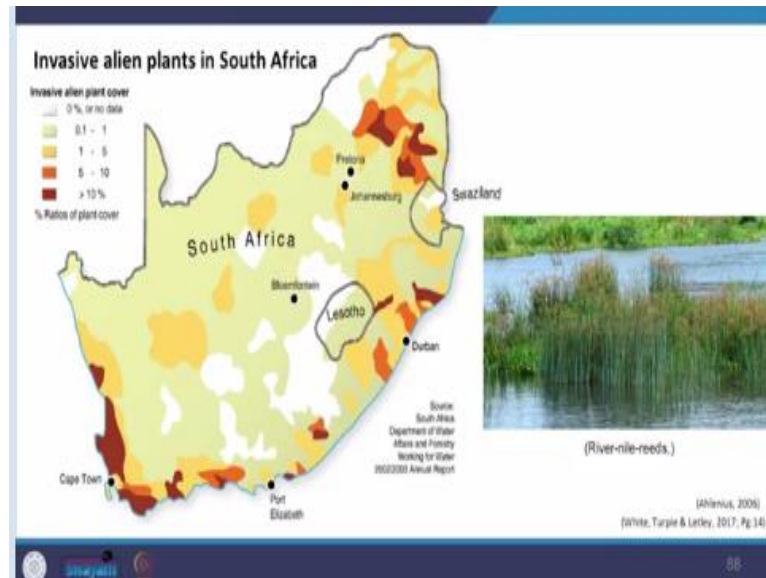 Invasive alien plants in South Africa
Invasive alien plant cover
0 %, or no data
0.1 - 1
1 - 5
5 - 10
> 10 %
% Ratios of plant cover
Pretoria
Johannesburg
Swaziland
South Africa
Bloemfontein
Lesotho
Durban
Cape Town
Port
Elizabeth
Source:
South Africa
Department of Water
Affairs and Forestry
Working for Water
2002/2003 Annual Report
(River-nile-reeds,)
(Ahlenius, 2006)
(White, Turpie & Letley, 2017; Pg 14)
swayam
88